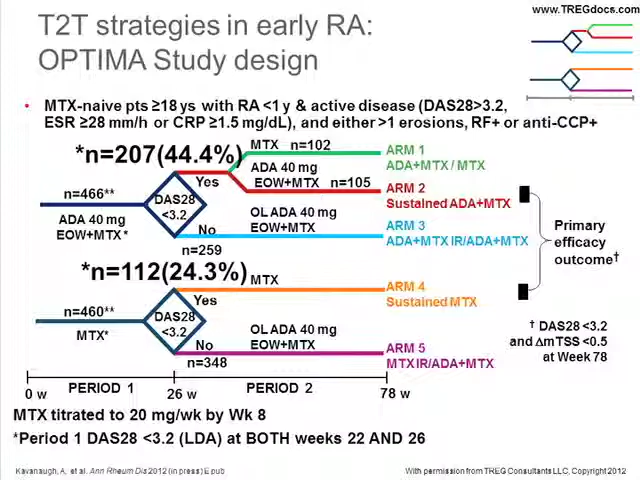 www.TREGdocs.com
T2T strategies in early RA:
OPTIMA Study design
• MTX-naive pts ≥18 ys with RA <1 y & active disease (DAS28>3.2,
ESR ≥28 mm/h or CRP ≥1.5 mg/dL), and either >1 erosions, RF+ or anti-CCP+
*n=207(44.4%)
MTX n=102
ARM 1
ADA+MTX / MTX
n=466**
DAS28
<3.2
Yes
ADA 40 mg
EOW+MTX n=105
ARM 2
Sustained ADA+MTX
ADA 40 mg
EOW+MTX*
No
n=259
OL ADA 40 mg
EOW+MTX
ARM 3
ADA+MTX IR/ADA+MTX
Primary
efficacy
outcome†
*n=112(24.3%)
MTX
ARM 4
Sustained MTX
n=460**
DAS28
<3.2
Yes
MTX*
No
n=348
OL ADA 40 mg
EOW+MTX
ARM 5
MTX IR/ADA+MTX
† DAS28 <3.2
and ΔmTSS <0.5
at Week 78
PERIOD 1 PERIOD 2
0 w 26 w 78 w
MTX titrated to 20 mg/wk by Wk 8
*Period 1 DAS28 <3.2 (LDA) at BOTH weeks 22 AND 26
Kavanaugh, A, et al. Ann Rheum Dis 2012 (in press) E pub
With permission from TREG Consultants LLC, Copyright 2012